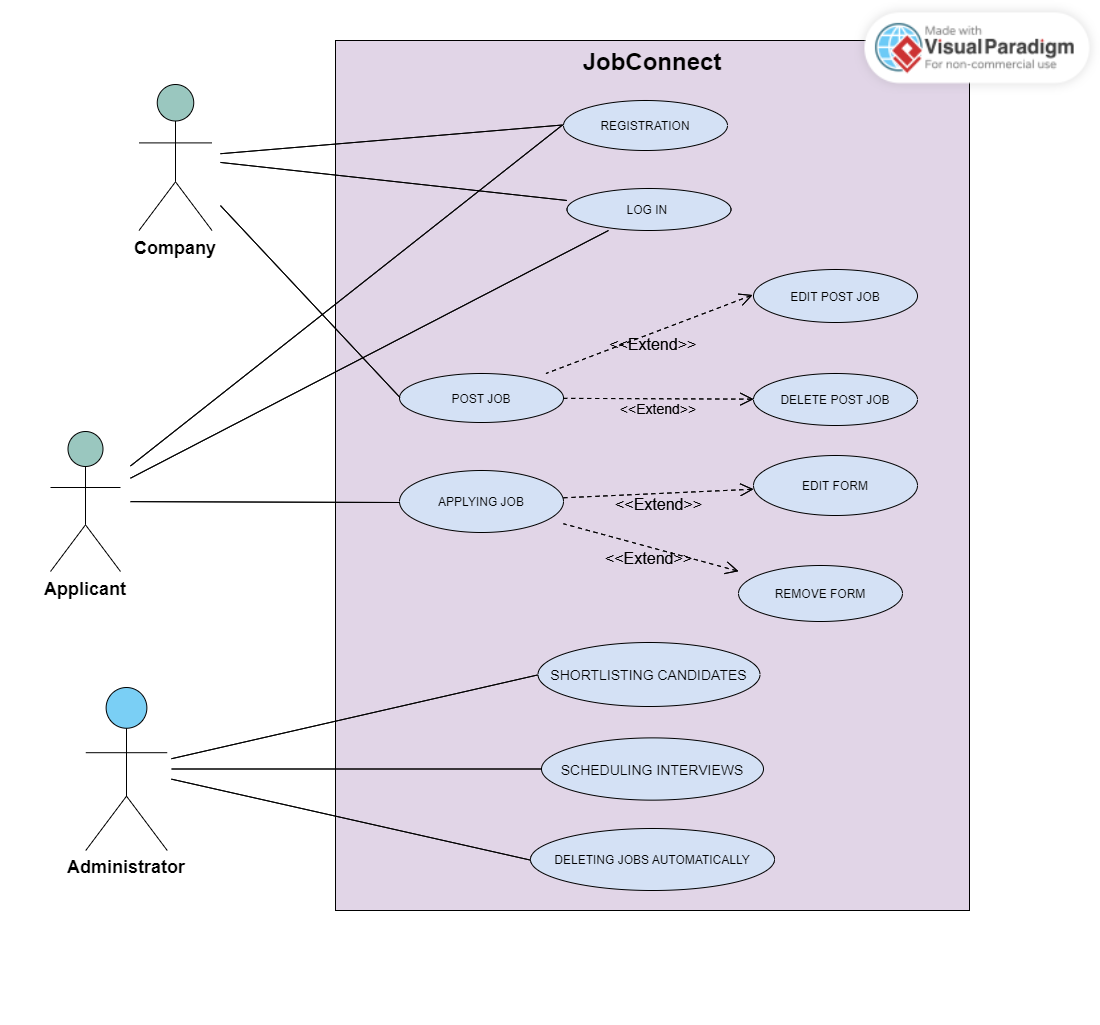 Made with
Visual Paradigm
For non-commercial use
JobConnect
REGISTRATION
LOG IN
Company
EDIT POST JOB
<<Extend>>
POST JOB
DELETE POST JOB
<<Extend>>
APPLYING JOB
EDIT FORM
<<Extend>>
<<Extend>>
Applicant
REMOVE FORM
SHORTLISTING CANDIDATES
SCHEDULING INTERVIEWS
Administrator
DELETING JOBS AUTOMATICALLY